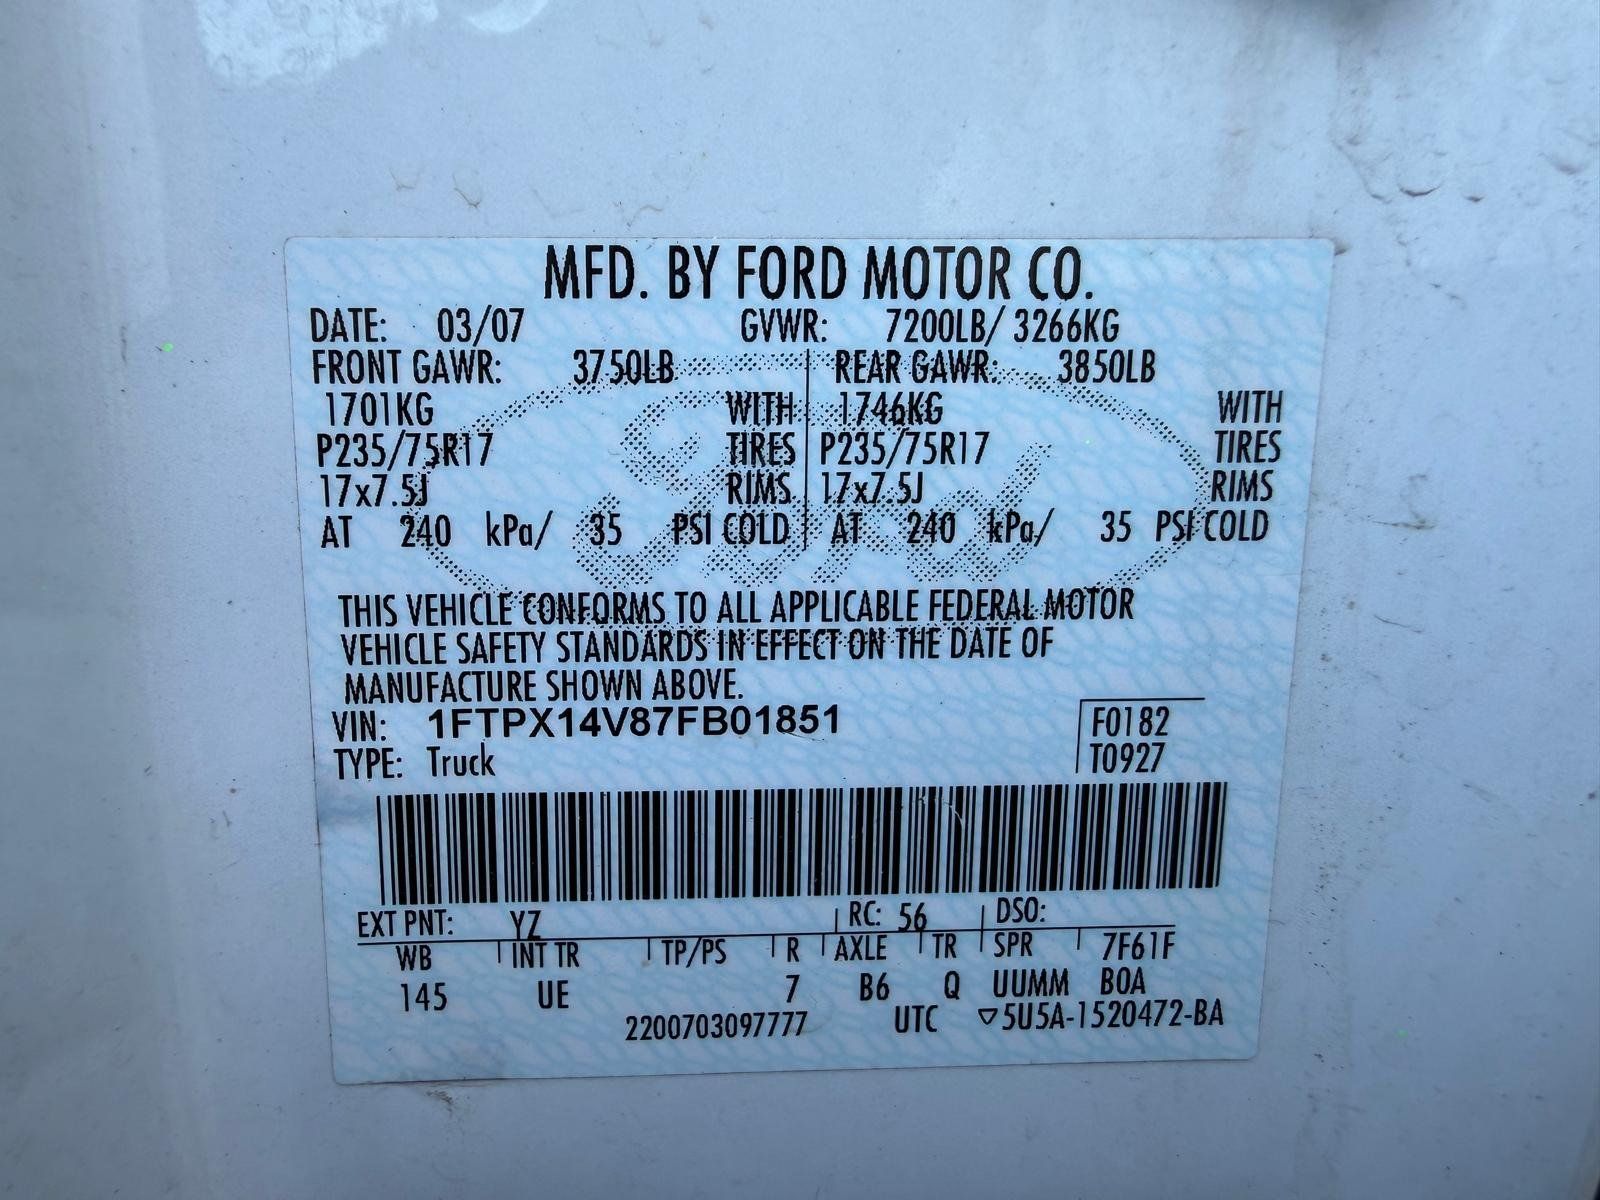 MFD. BY FORD MOTOR CO.
DATE: 03/07 GVWR: 7200LB/ 3266KG
FRONT GAWR: 3750LB REAR GAWR: 3850LB
1701KG WITH 1746KG WITH
P235/75R17 TIRES P235/75R17 TIRES
17x7.5J RIMS 17x7.5J RIMS
AT 240 kPa/ 35 PSI COLD AT 240 kPa/ 35 PSI COLD
Ford
THIS VEHICLE CONFORMS TO ALL APPLICABLE FEDERAL MOTOR
VEHICLE SAFETY STANDARDS IN EFFECT ON THE DATE OF
MANUFACTURE SHOWN ABOVE.
VIN: 1FTPX14V87FB01851 F0182
TYPE: Truck T0927
EXT PNT: YZ RC: 56 DSO:
WB INT TR TP/PS R AXLE TR SPR 7F61F
145 UE 7 B6 Q UUMM BOA
2200703097777 UTC ▽5U5A-1520472-BA